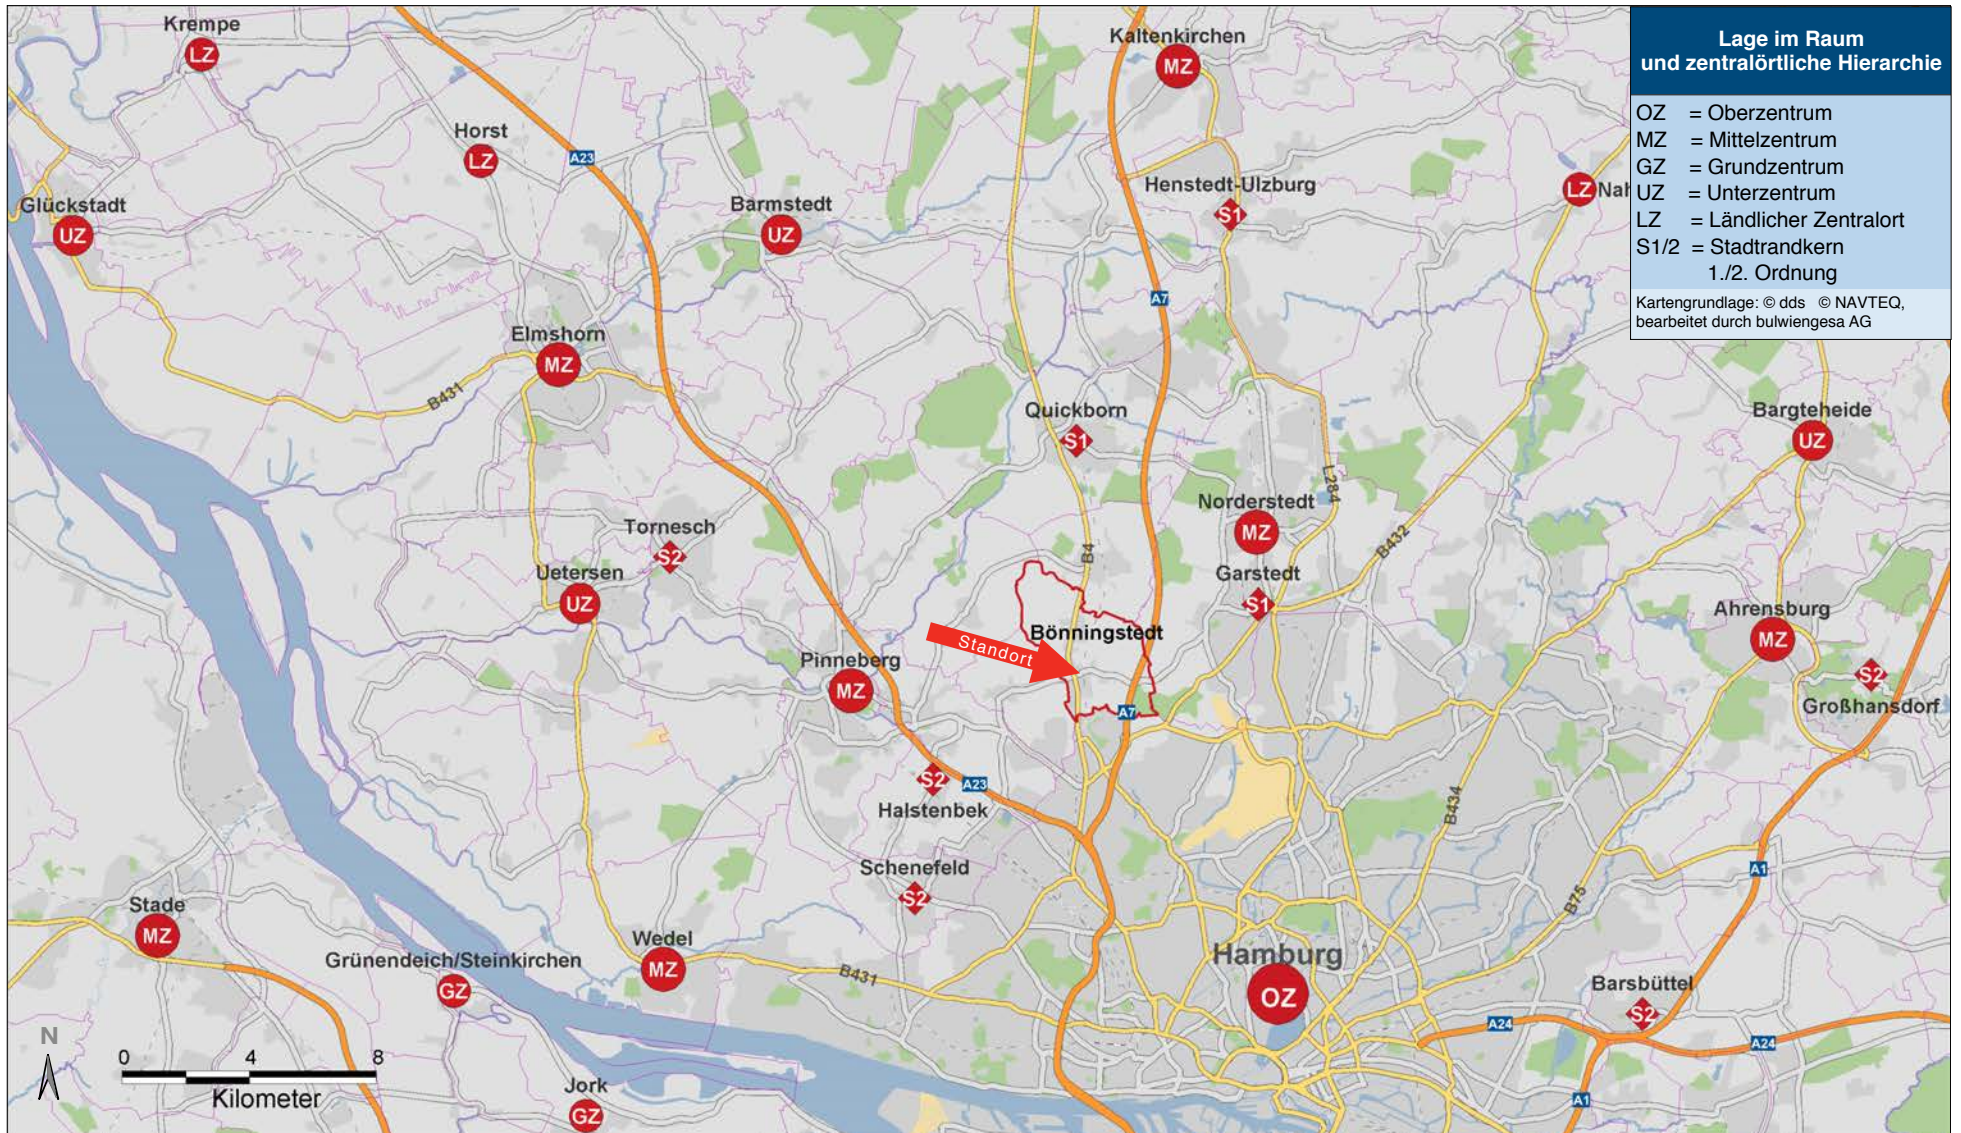 Krempe
LZ
Kaltenkirchen
MZ
Lage im Raum
und zentralörtliche Hierarchie
OZ = Oberzentrum
MZ = Mittelzentrum
GZ = Grundzentrum
UZ = Unterzentrum
LZ = Ländlicher Zentralort
S1/2 = Stadtrandkern
1./2. Ordnung
Kartengrundlage: © dds © NAVTEQ,
bearbeitet durch bulwiengesa AG
Horst
LZ
A23
Henstedt-Ulzburg
S1
LZ Nah
Glückstadt
UZ
Barmstedt
UZ
A7
Elmshorn
MZ
B431
Quickborn
S1
Bargteheide
UZ
L284
Norderstedt
MZ
B4
B432
Tornesch
S2
Uetersen
UZ
Garstedt
S1
Ahrensburg
MZ
Bönningstedt
Standort
Pinneberg
MZ
S2
Großhansdorf
A7
S2
A23
Halstenbek
B434
Schenefeld
S2
A1
B75
Stade
MZ
Wedel
MZ
Grünendeich/Steinkirchen
GZ
B431
Hamburg
OZ
Barsbüttel
S2
A24
A24
N
0 4 8
Kilometer
Jork
GZ
A1